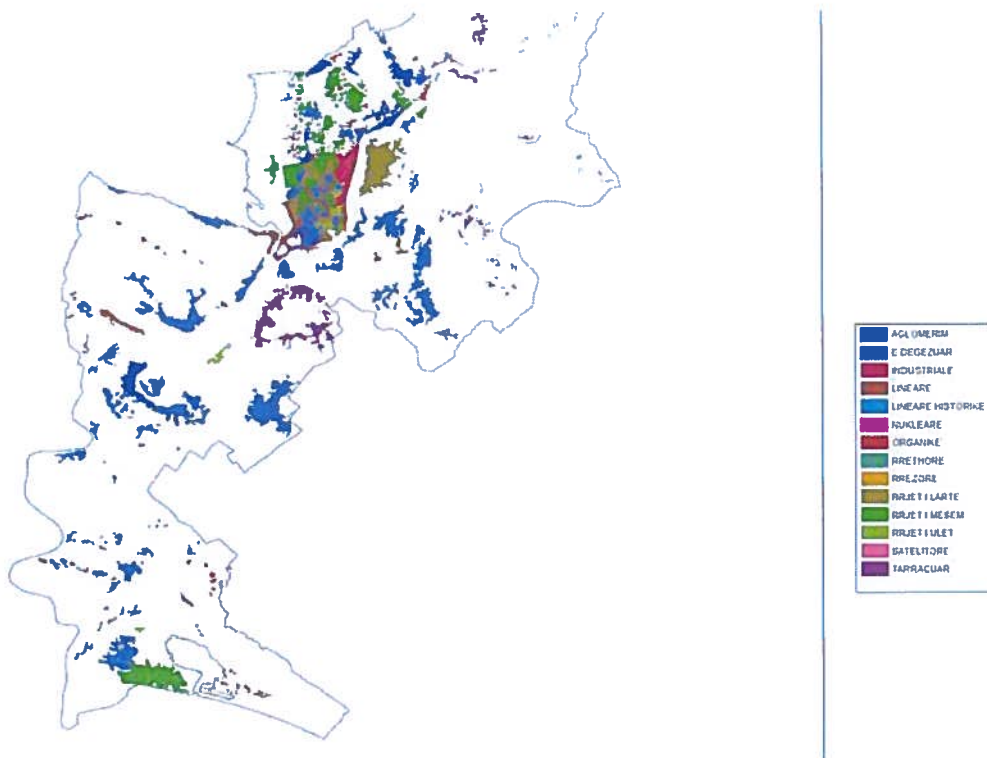 AGLOMERIM
E DEGEZUAR
INDUSTRIALE
LINEARE
LINEARE HISTORIKE
NUKLEARE
ORGANIKE
RRETHORE
RREZORE
RRJETI I LARTE
RRJETI I MESEM
RRJETI I ULET
SATELITORE
TARRACUAR